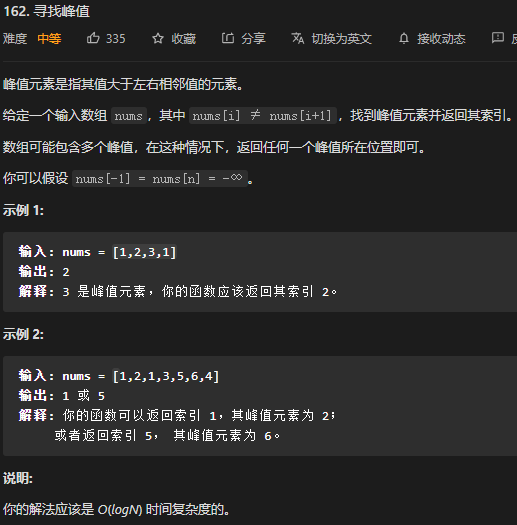 162. 寻找峰值
难度 中等 335 收藏 分享 切换为英文 接收动态
峰值元素是指其值大于左右相邻值的元素。
给定一个输入数组 nums，其中 nums[i] ≠ nums[i+1]，找到峰值元素并返回其索引。
数组可能包含多个峰值，在这种情况下，返回任何一个峰值所在位置即可。
你可以假设 nums[-1] = nums[n] = -∞。
示例 1:
输入: nums = [1,2,3,1]
输出: 2
解释: 3 是峰值元素，你的函数应该返回其索引 2。
示例 2:
输入: nums = [1,2,1,3,5,6,4]
输出: 1 或 5
解释: 你的函数可以返回索引 1，其峰值元素为 2；
或者返回索引 5， 其峰值元素为 6。
说明:
你的解法应该是 O(logN) 时间复杂度的。